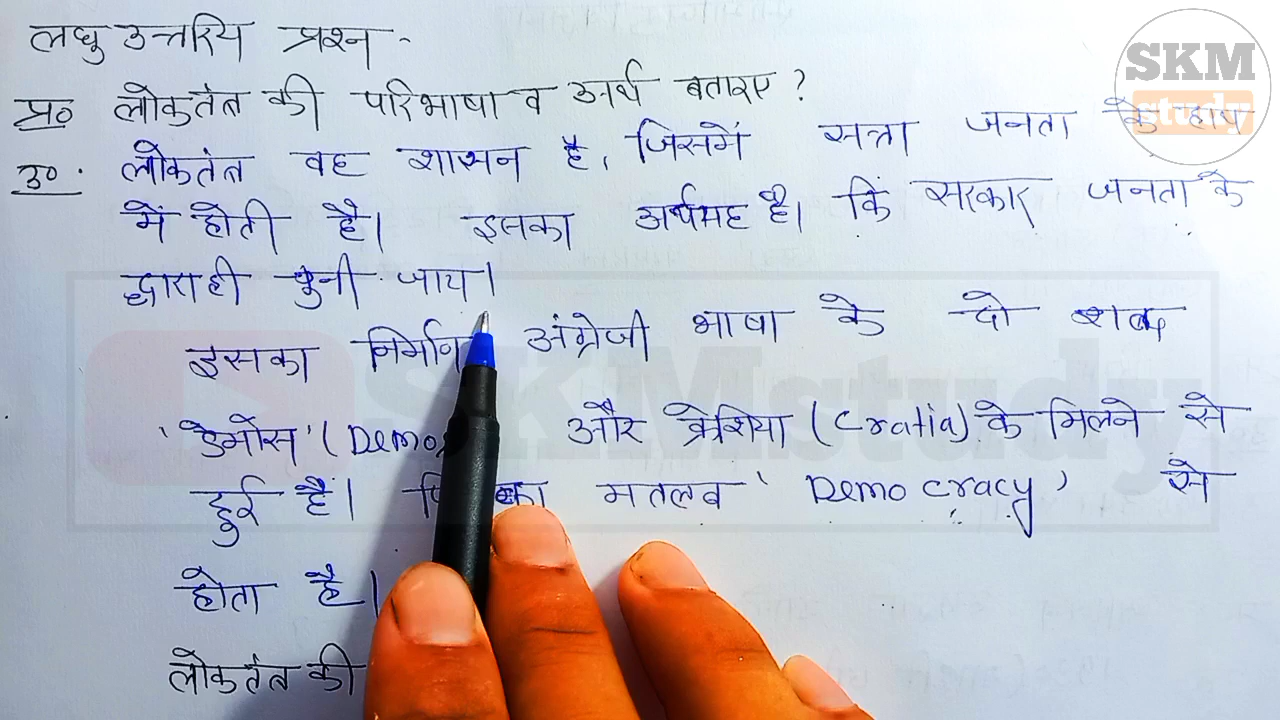 लघु उत्तरिय प्रश्न -
प्र० लोकतंत की परिभाषा व अर्थ बताइए ?
उ० लोकतंत वह शासन है, जिसमें सत्ता जनता के हाथ
में होती है। इसका अर्थ यह है। कि सरकार जनता के
द्वारा ही चुनी जाय।
इसका निर्माण अंग्रेजी भाषा के दो शब्द
'डेमोस' (Demo और क्रेशिया (Cratia) के मिलने से
हुई है। का मतलब 'Democracy' से
होता है।
लोकतंत की
SKM
study
SKMstudy